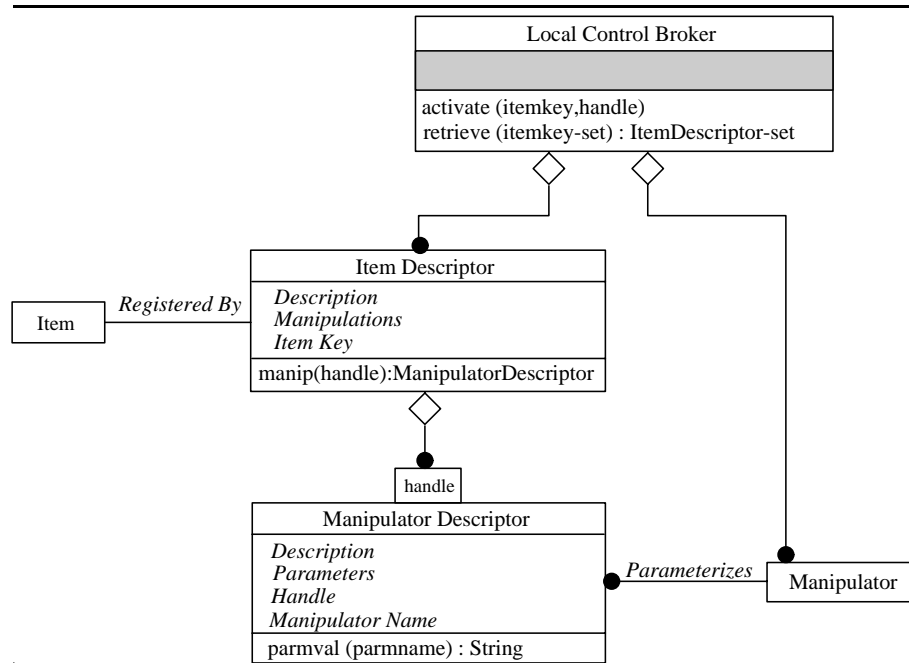 Local Control Broker
activate (itemkey,handle)
retrieve (itemkey-set) : ItemDescriptor-set
Item Descriptor
Description
Manipulations
Item Key
manip(handle):ManipulatorDescriptor
Registered By
Item
handle
Manipulator Descriptor
Description
Parameters
Handle
Manipulator Name
parmval (parmname) : String
Parameterizes
Manipulator